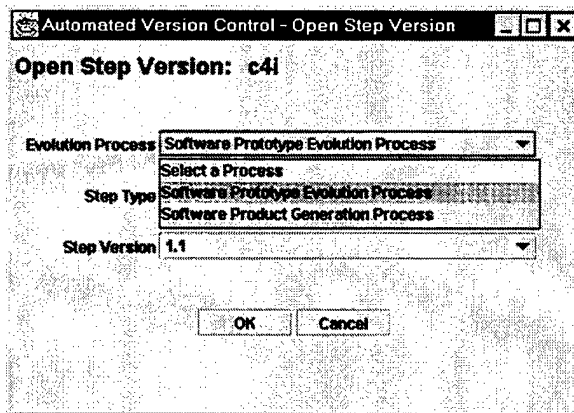 Automated Version Control - Open Step Version
Open Step Version: c4i
Evolution Process Software Prototype Evolution Process
Select a Process
Step Type Software Prototype Evolution Process
Software Product Generation Process
Step Version 1.1
OK Cancel